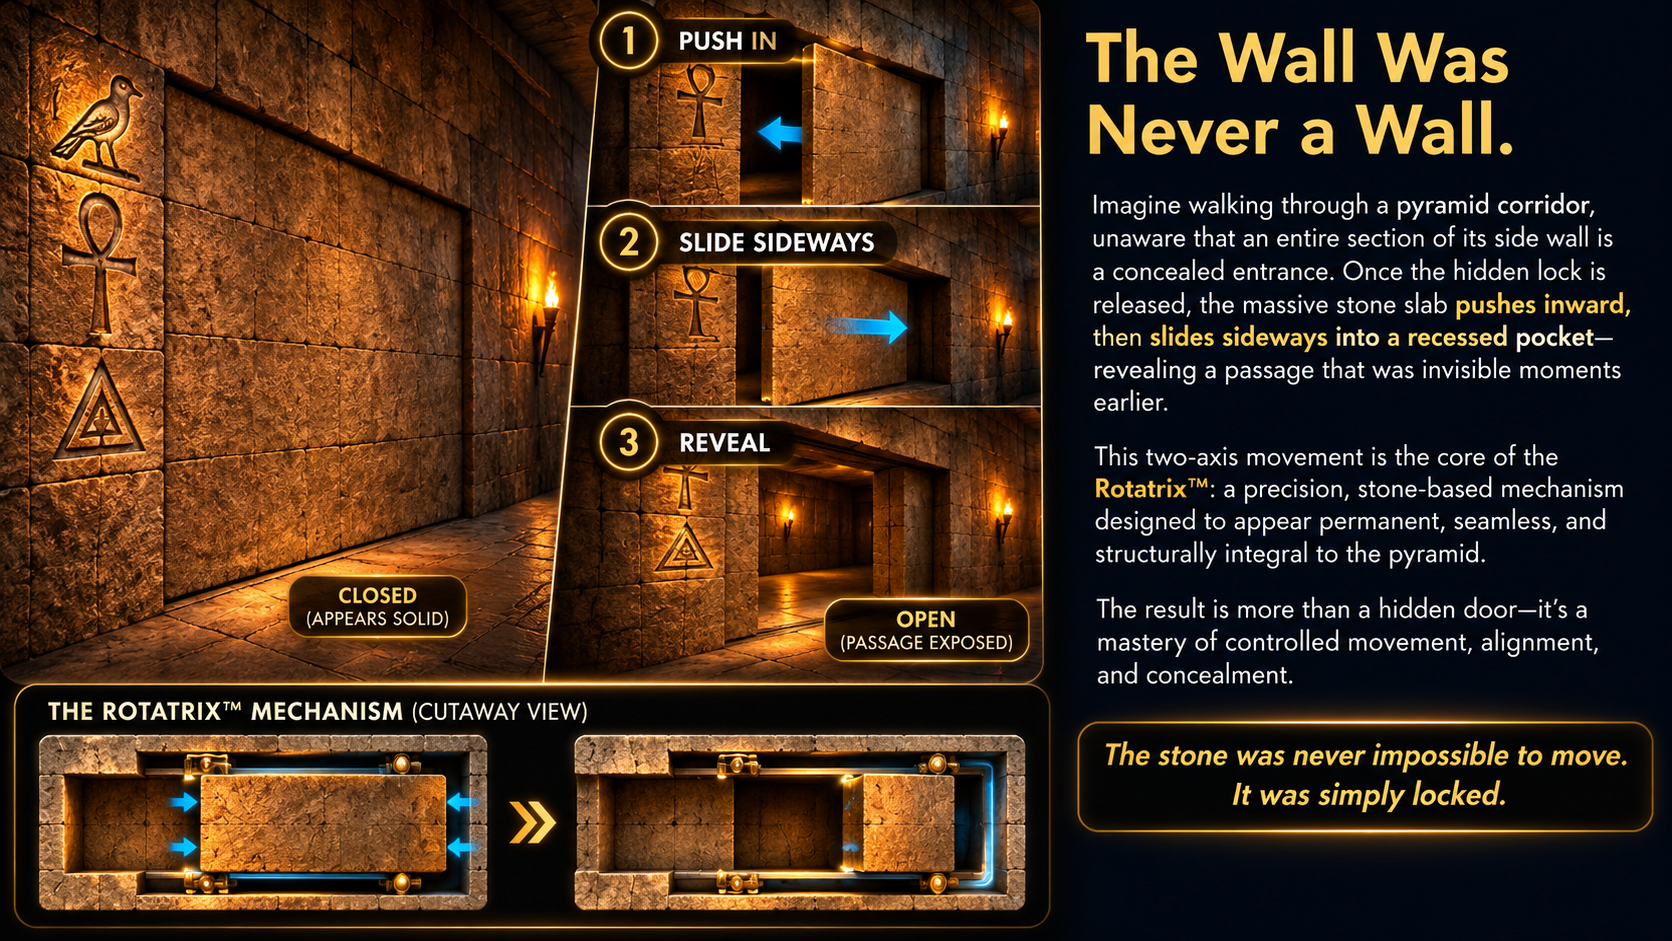 1 PUSH IN
2 SLIDE SIDEWAYS
3 REVEAL
CLOSED
(APPEARS SOLID)
OPEN
(PASSAGE EXPOSED)
THE ROTATRIX™ MECHANISM (CUTAWAY VIEW)
The Wall Was
Never a Wall.
Imagine walking through a pyramid corridor,
unaware that an entire section of its side wall is
a concealed entrance. Once the hidden lock is
released, the massive stone slab pushes inward,
then slides sideways into a recessed pocket—
revealing a passage that was invisible moments
earlier.
This two-axis movement is the core of the
Rotatrix™: a precision, stone-based mechanism
designed to appear permanent, seamless, and
structurally integral to the pyramid.
The result is more than a hidden door—it's a
mastery of controlled movement, alignment,
and concealment.
The stone was never impossible to move.
It was simply locked.